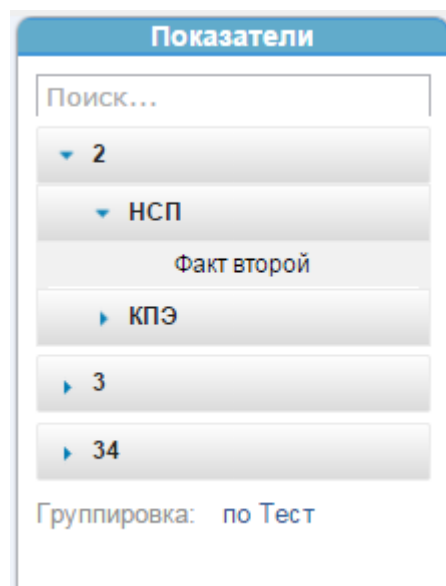 Показатели
Поиск...
2
НСП
Факт второй
КПЭ
3
34
Группировка: по Тест